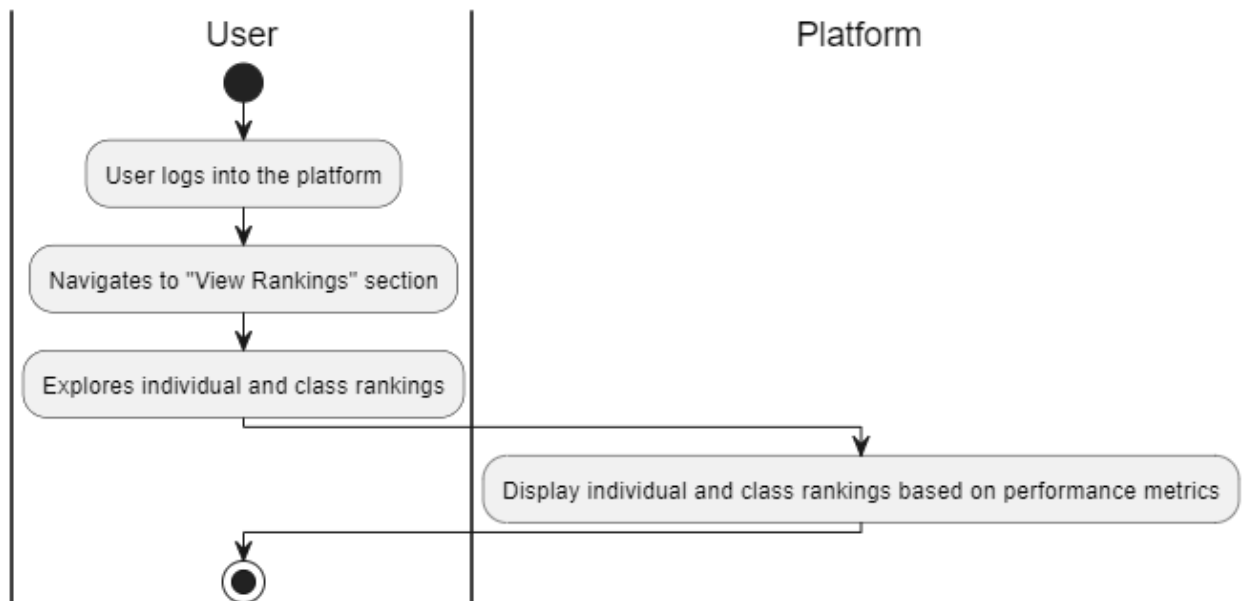 User
Platform
User logs into the platform
Navigates to "View Rankings" section
Explores individual and class rankings
Display individual and class rankings based on performance metrics